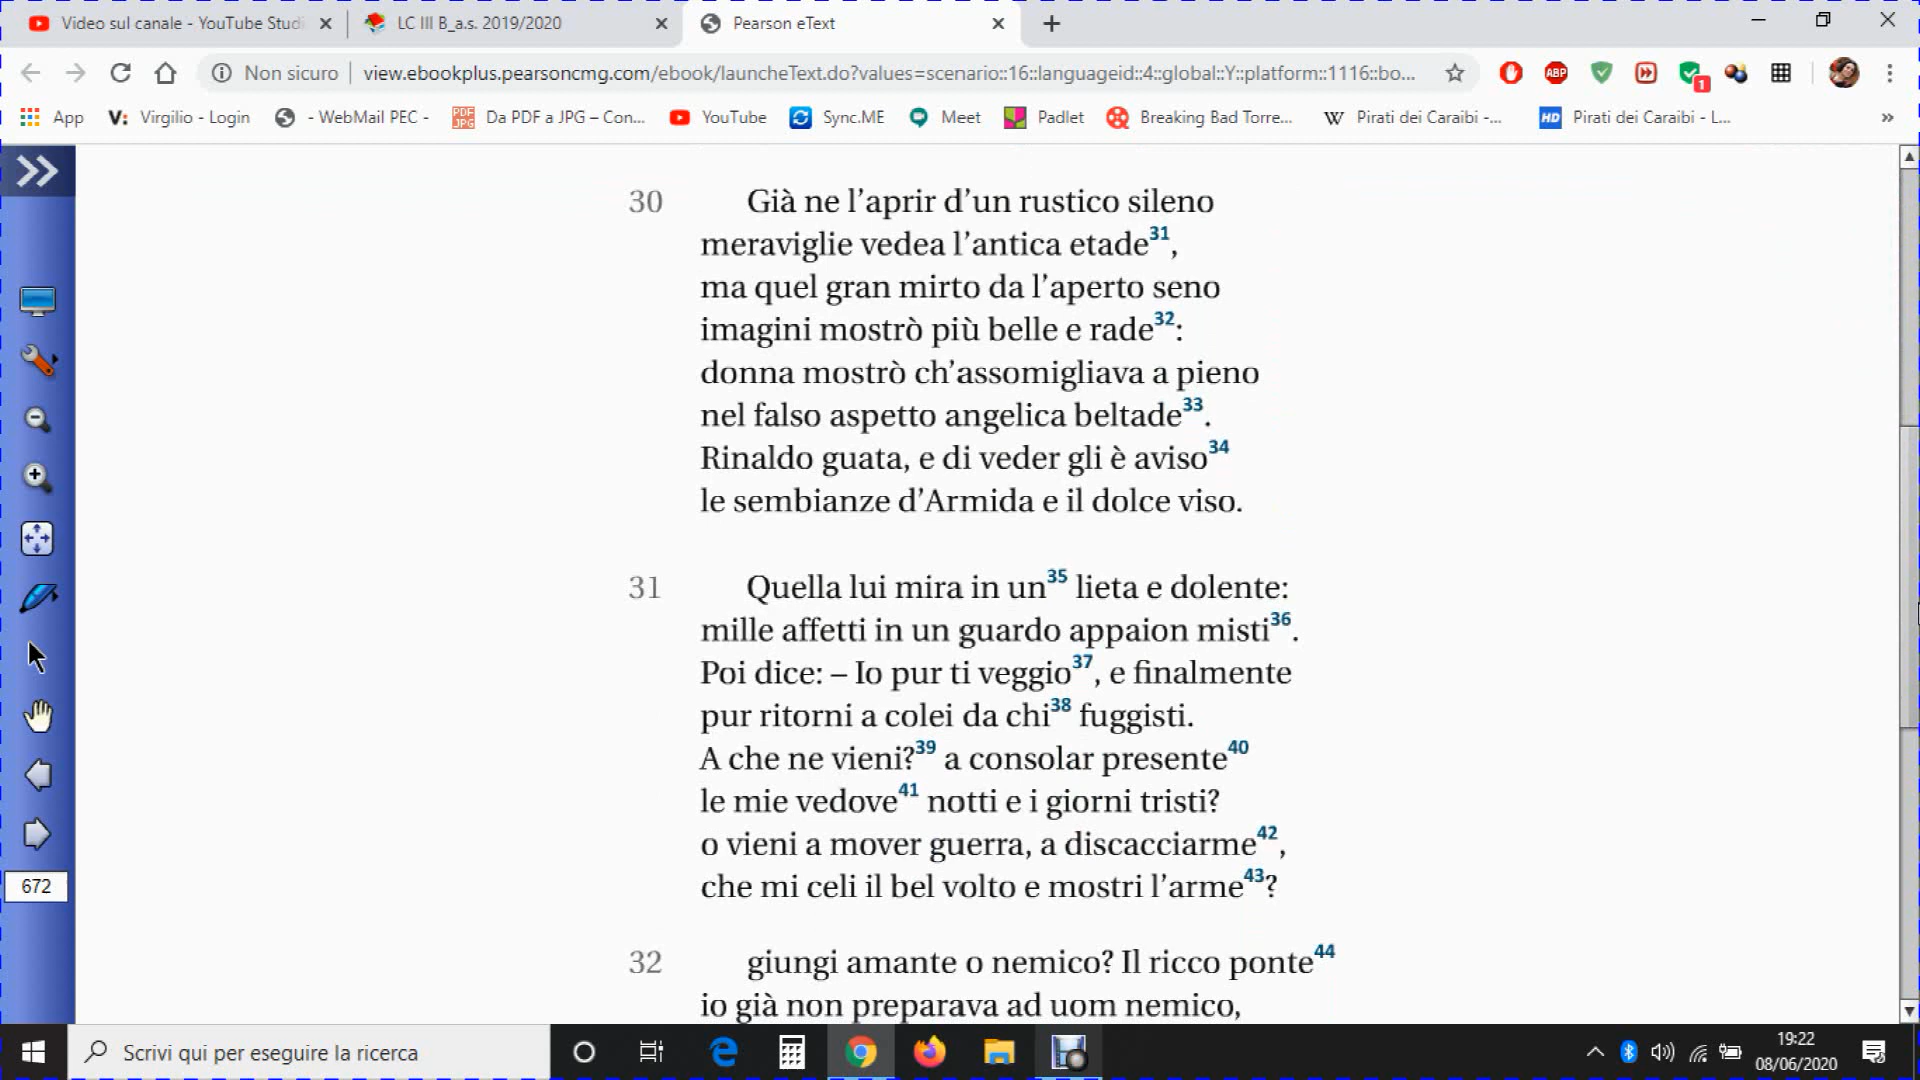 Video sul canale - YouTube Studi
LC III B_a.s. 2019/2020
Pearson eText
Non sicuro
view.ebookplus.pearsoncmg.com/ebook/launcheText.do?values=scenario::16::languageid::4::global::Y::platform::1116::bo...
ABP
1
App
V: Virgilio - Login
- WebMail PEC -
PDF JPG
Da PDF a JPG – Con...
YouTube
Sync.ME
Meet
Padlet
Breaking Bad Torre...
W Pirati dei Caraibi -...
HD Pirati dei Caraibi - L...
»
30 Già ne l’aprir d’un rustico sileno
meraviglie vedea l’antica etade31,
ma quel gran mirto da l’aperto seno
imagini mostrò più belle e rade32:
donna mostrò ch’assomigliava a pieno
nel falso aspetto angelica beltade33.
Rinaldo guata, e di veder gli è aviso34
le sembianze d’Armida e il dolce viso.
31 Quella lui mira in un35 lieta e dolente:
mille affetti in un guardo appaion misti36.
Poi dice: – Io pur ti veggio37, e finalmente
pur ritorni a colei da chi38 fuggisti.
A che ne vieni?39 a consolar presente40
le mie vedove41 notti e i giorni tristi?
o vieni a mover guerra, a discacciarme42,
che mi celi il bel volto e mostri l’arme43?
32 giungi amante o nemico? Il ricco ponte44
io già non preparava ad uom nemico,
672
Scrivi qui per eseguire la ricerca
19:22
08/06/2020